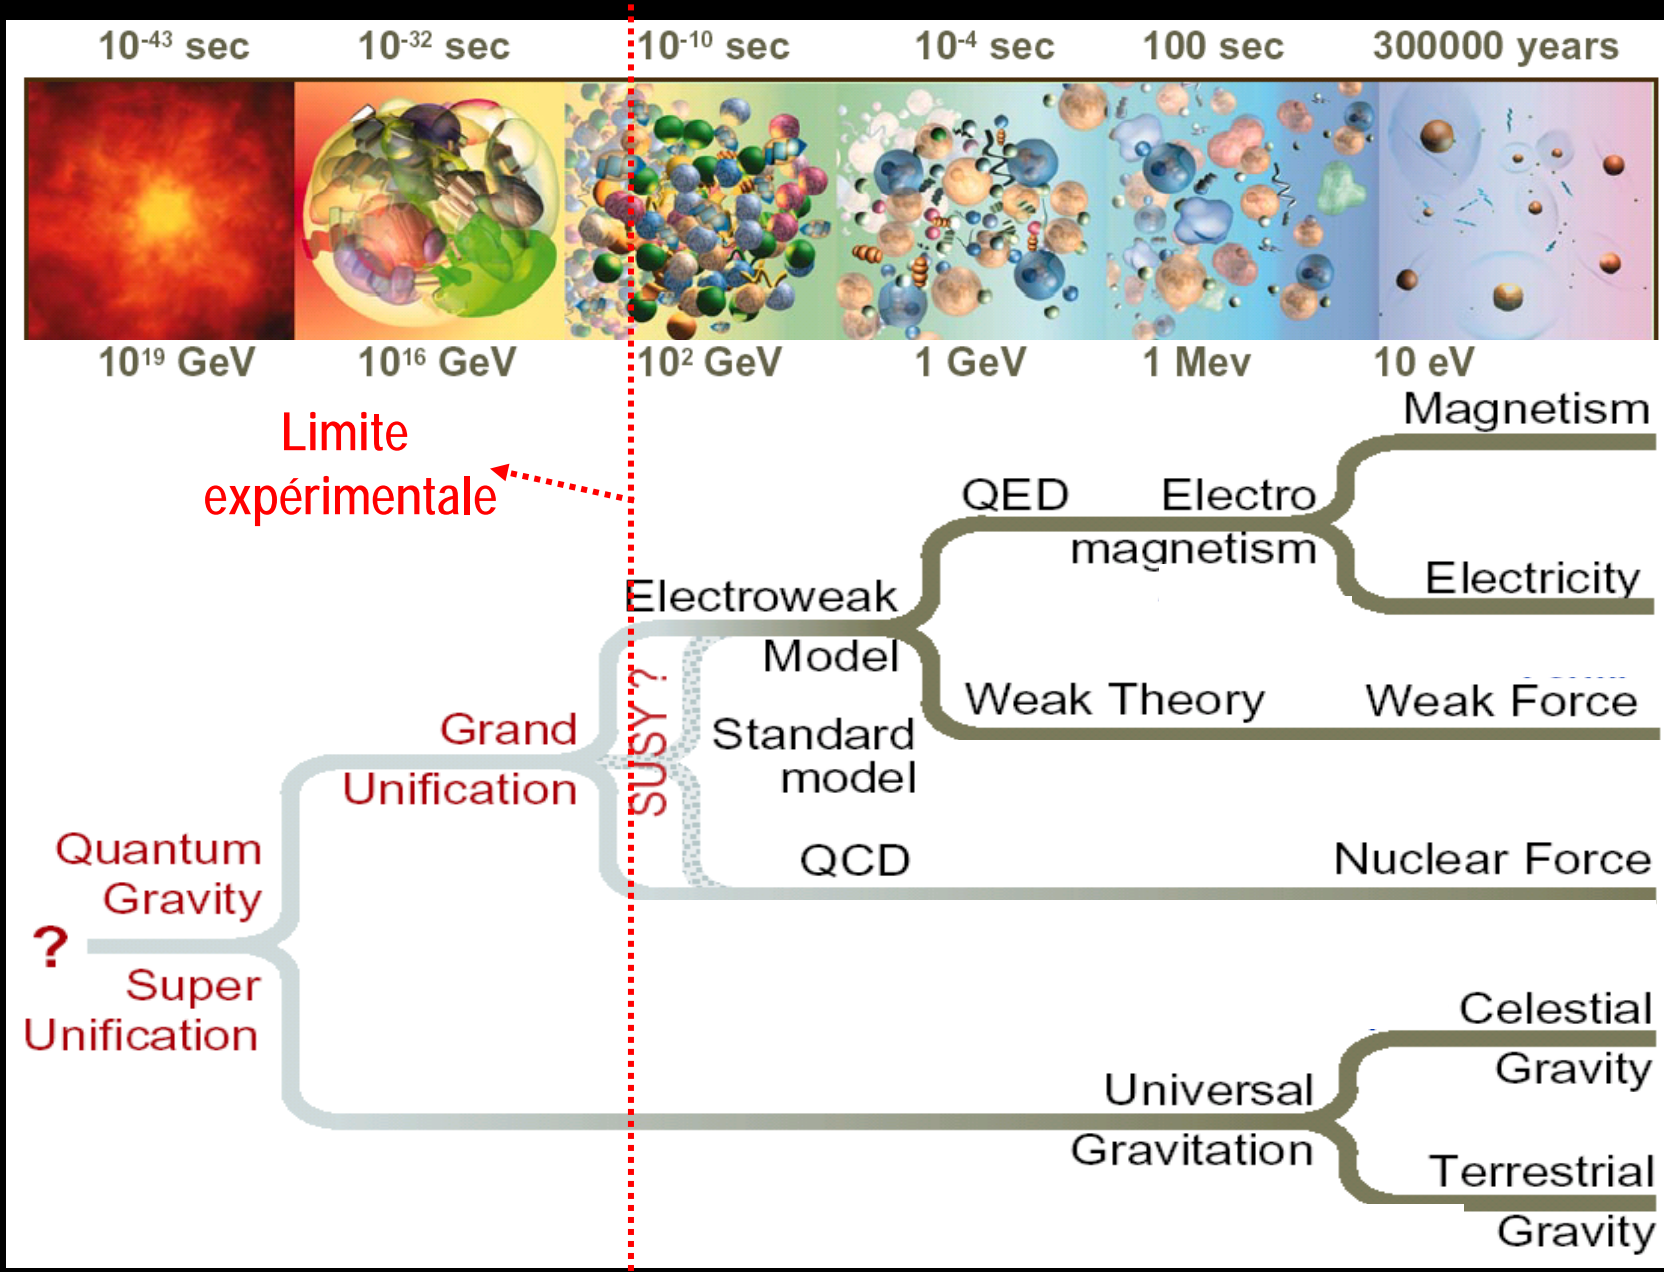 10⁻⁴³ sec 10⁻³² sec 10⁻¹⁰ sec 10⁻⁴ sec 100 sec 300000 years
10¹⁹ GeV 10¹⁶ GeV 10² GeV 1 GeV 1 Mev 10 eV
Limite
expérimentale
Magnetism
QED Electro
magnetism
Electricity
Electroweak
Model
SUSY ?
Weak Theory Weak Force
Grand
Unification
Standard
model
QCD Nuclear Force
Quantum
Gravity
?
Super
Unification
Celestial
Gravity
Universal
Gravitation
Terrestrial
Gravity